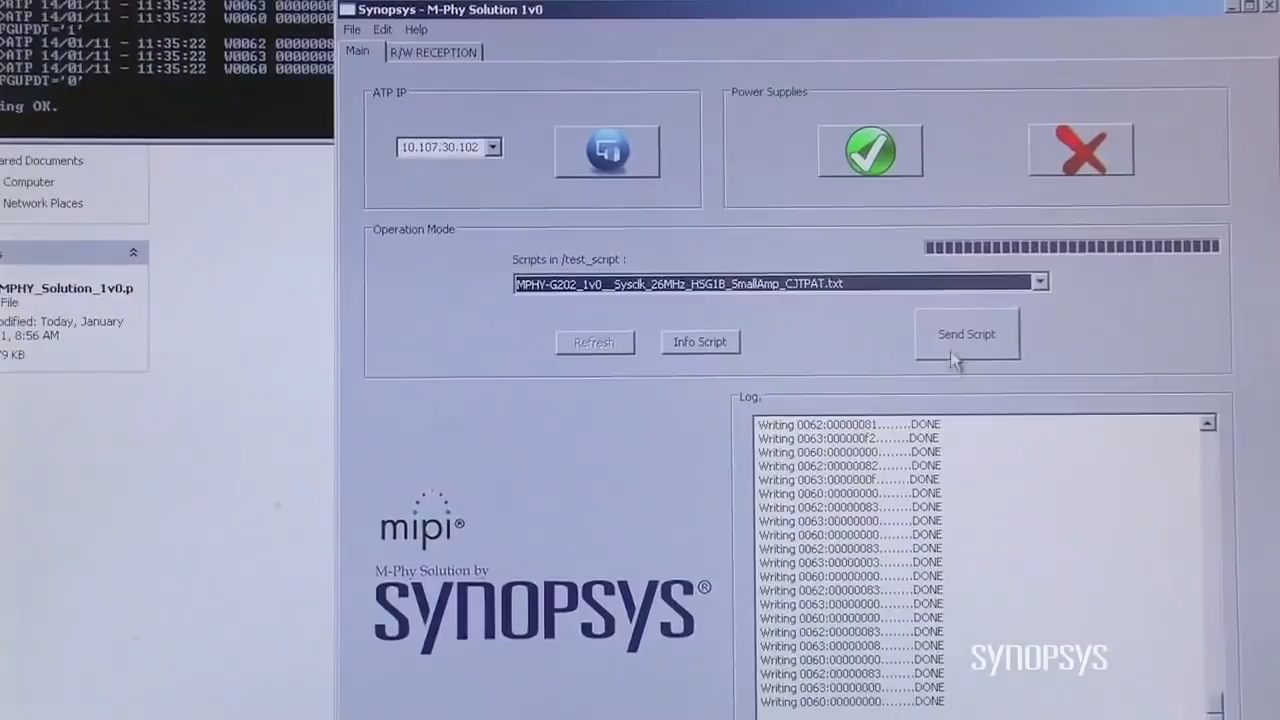 >ATP 14/01/11 - 11:35:22 W0063 0000000
>ATP 14/01/11 - 11:35:22 W0060 0000000
FGUPDT='1'
>ATP 14/01/11 - 11:35:22 W0062 0000008
>ATP 14/01/11 - 11:35:22 W0063 0000000
>ATP 14/01/11 - 11:35:22 W0060 0000000
FGUPDT='0'
ing OK.
ared Documents
Computer
Network Places
s
MPHY_Solution_1v0.p
File
odified: Today, January
1, 8:56 AM
9 KB
Synopsys - M-Phy Solution 1v0
File Edit Help
Main R/W RECEPTION
ATP IP
10.107.30.102
Power Supplies
Operation Mode
Scripts in /test_script :
MPHY-G202_1v0__Sysclk_26MHz_HSG1B_SmallAmp_CJTPAT.txt
Refresh Info Script Send Script
Log.
Writing 0062:00000081........DONE
Writing 0063:000000f2........DONE
Writing 0060:00000000........DONE
Writing 0062:00000082........DONE
Writing 0063:0000000f........DONE
Writing 0060:00000000........DONE
Writing 0062:00000083........DONE
Writing 0063:00000000........DONE
Writing 0060:00000000........DONE
Writing 0062:00000083........DONE
Writing 0063:00000003........DONE
Writing 0060:00000000........DONE
Writing 0062:00000083........DONE
Writing 0063:00000000........DONE
Writing 0060:00000000........DONE
Writing 0062:00000083........DONE
Writing 0063:00000008........DONE
Writing 0060:00000000........DONE
Writing 0062:00000083........DONE
Writing 0063:00000000........DONE
Writing 0060:00000000........DONE
mipi®
M-Phy Solution by
SYNOPSYS®
SYNOPSYS